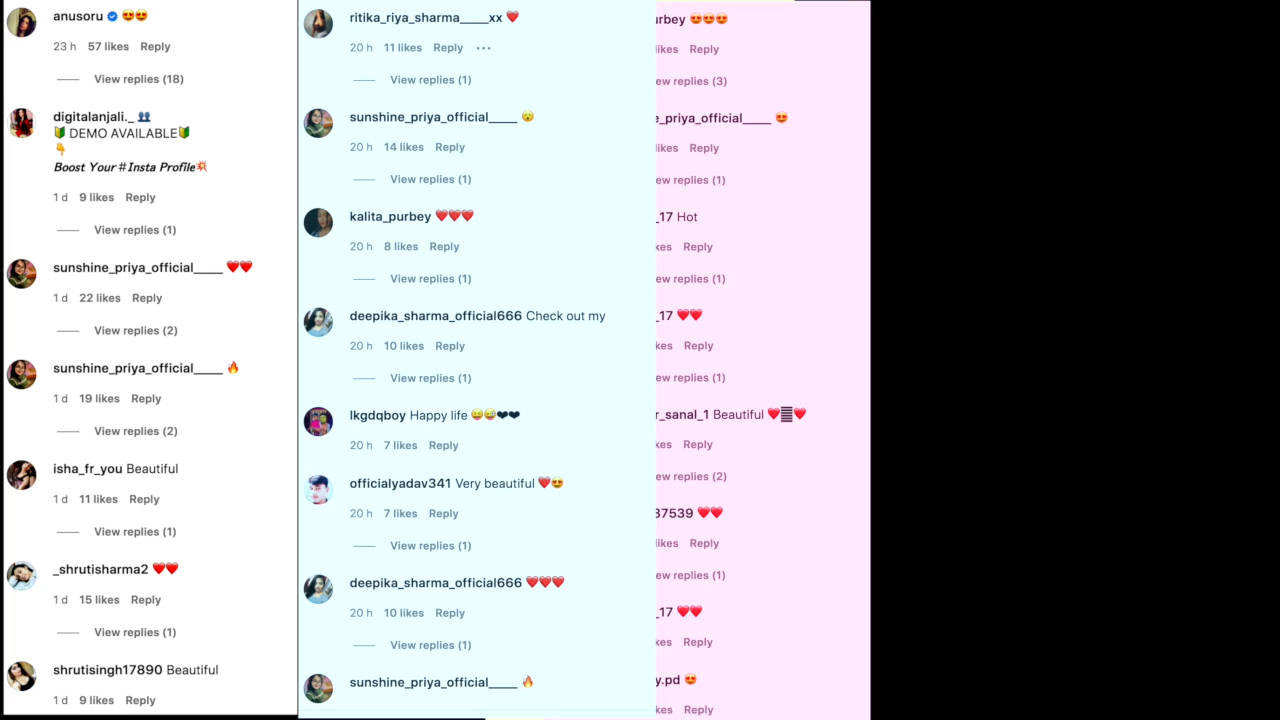 anusoru 😍😍
23 h 57 likes Reply
View replies (18)
digitalanjali._ 👥
🔰 DEMO AVAILABLE🔰
👇
Boost Your #Insta Profile💥
1 d 9 likes Reply
View replies (1)
sunshine_priya_official_____ ❤️❤️
1 d 22 likes Reply
View replies (2)
sunshine_priya_official_____ 🔥
1 d 19 likes Reply
View replies (2)
isha_fr_you Beautiful
1 d 11 likes Reply
View replies (1)
_shrutisharma2 ❤️❤️
1 d 15 likes Reply
View replies (1)
shrutisingh17890 Beautiful
1 d 9 likes Reply
ritika_riya_sharma_____xx ❤️
20 h 11 likes Reply ...
View replies (1)
sunshine_priya_official_____ 😮
20 h 14 likes Reply
View replies (1)
kalita_purbey ❤️❤️❤️
20 h 8 likes Reply
View replies (1)
deepika_sharma_official666 Check out my
20 h 10 likes Reply
View replies (1)
lkgdqboy Happy life 😝😜❤❤
20 h 7 likes Reply
officialyadav341 Very beautiful ❤️😍
20 h 7 likes Reply
View replies (1)
deepika_sharma_official666 ❤️❤️❤️
20 h 10 likes Reply
View replies (1)
sunshine_priya_official_____ 🔥
urbey 😍😍😍
ikes Reply
ew replies (3)
e_priya_official_____ 😍
likes Reply
ew replies (1)
_17 Hot
kes Reply
ew replies (1)
_17 ❤️❤️
kes Reply
ew replies (1)
r_sanal_1 Beautiful ❤️❤️
kes Reply
ew replies (2)
37539 ❤️❤️
likes Reply
ew replies (1)
_17 ❤️❤️
kes Reply
y.pd 😍
kes Reply